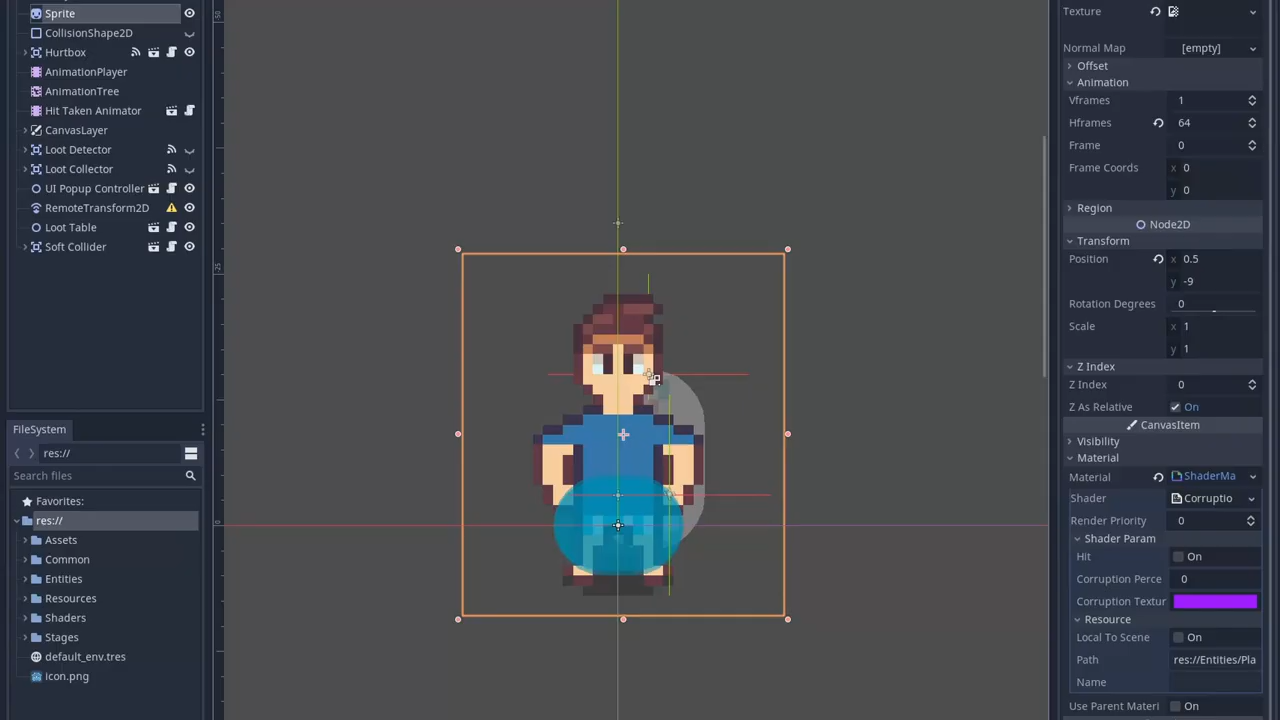 Sprite
CollisionShape2D
Hurtbox
AnimationPlayer
AnimationTree
Hit Taken Animator
CanvasLayer
Loot Detector
Loot Collector
UI Popup Controller
RemoteTransform2D
Loot Table
Soft Collider
FileSystem
res://
Search files
Favorites:
res://
Assets
Common
Entities
Resources
Shaders
Stages
default_env.tres
icon.png
-50
-25
0
Texture
Normal Map [empty]
Offset
Animation
Vframes 1
Hframes 64
Frame 0
Frame Coords x 0
y 0
Region
Node2D
Transform
Position x 0.5
y -9
Rotation Degrees 0
Scale x 1
y 1
Z Index
Z Index 0
Z As Relative On
CanvasItem
Visibility
Material
Material ShaderMa
Shader Corruptio
Render Priority 0
Shader Param
Hit On
Corruption Perce 0
Corruption Textur
Resource
Local To Scene On
Path res://Entities/Pla
Name
Use Parent Materi On